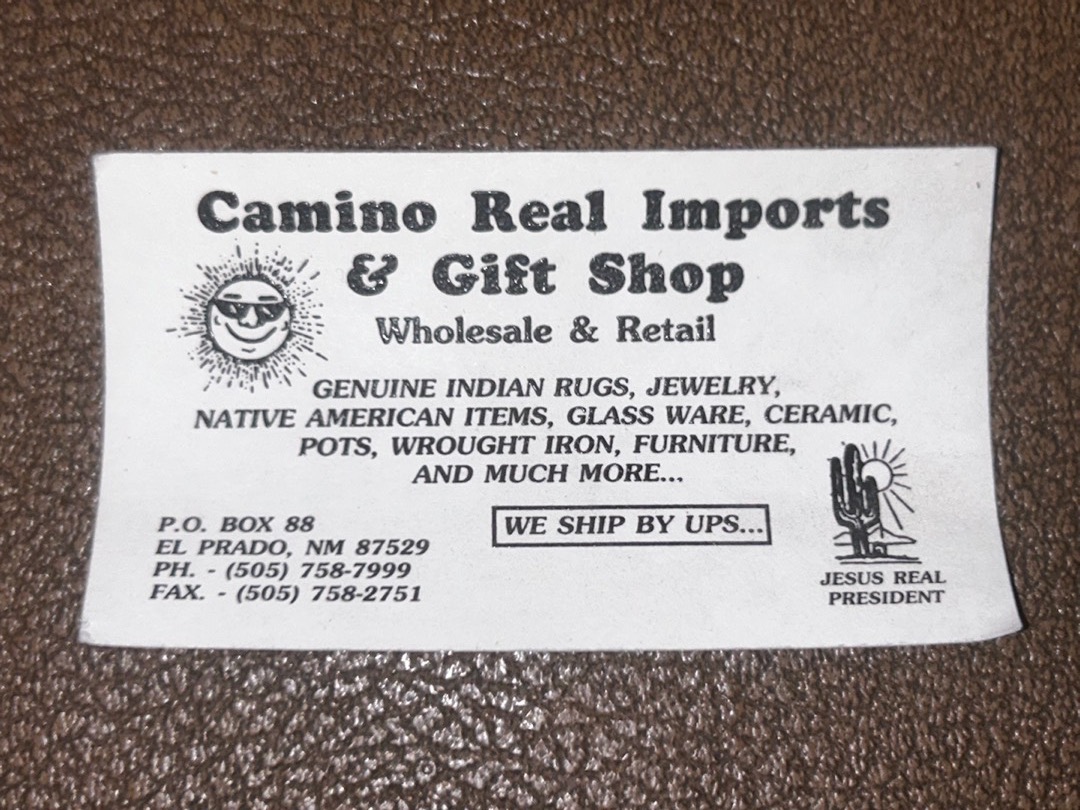 Camino Real Imports
& Gift Shop
Wholesale & Retail
GENUINE INDIAN RUGS, JEWELRY,
NATIVE AMERICAN ITEMS, GLASS WARE, CERAMIC,
POTS, WROUGHT IRON, FURNITURE,
AND MUCH MORE...
P.O. BOX 88
EL PRADO, NM 87529
PH. - (505) 758-7999
FAX. - (505) 758-2751
WE SHIP BY UPS...
JESUS REAL
PRESIDENT